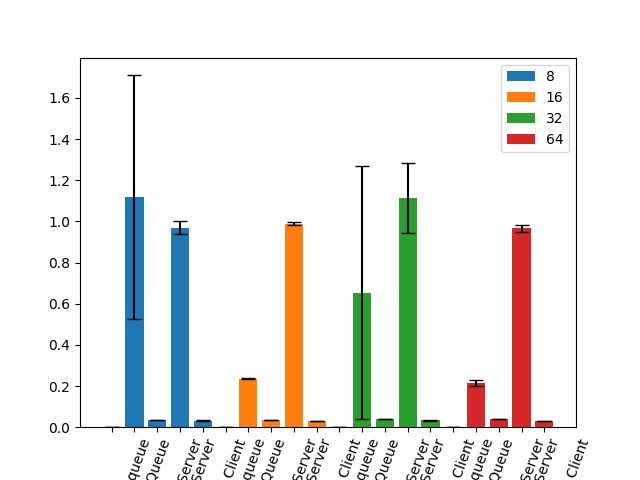 1.6
1.4
1.2
1.0
0.8
0.6
0.4
0.2
0.0
8
16
32
64
queue
Queue
Server
Server
Client
queue
Queue
Server
Server
Client
queue
Queue
Server
Server
Client
queue
Queue
Server
Server
Client